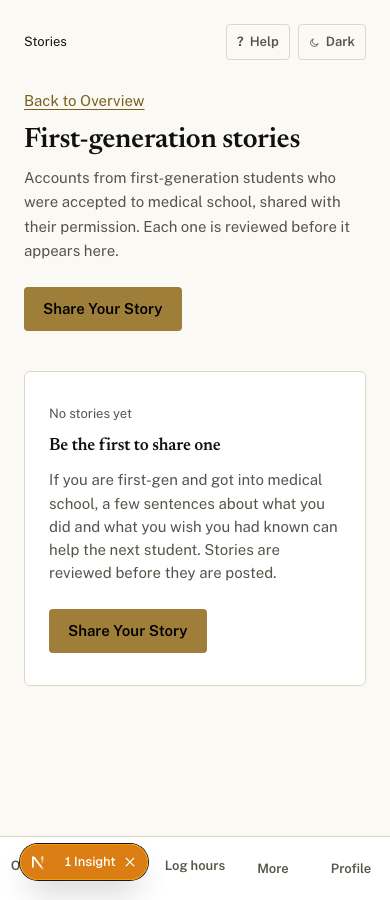 Stories
? Help
Dark
Back to Overview
First-generation stories
Accounts from first-generation students who
were accepted to medical school, shared with
their permission. Each one is reviewed before it
appears here.
Share Your Story
No stories yet
Be the first to share one
If you are first-gen and got into medical
school, a few sentences about what you
did and what you wish you had known can
help the next student. Stories are
reviewed before they are posted.
Share Your Story
N 1 Insight
Log hours
More
Profile